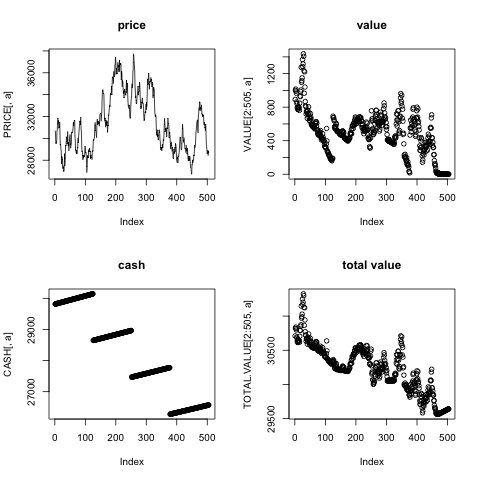 price
PRICE[, a]
36000
32000
28000
0 100 200 300 400 500
Index
value
VALUE[2:505, a]
1200
800
400
0
0 100 200 300 400 500
Index
cash
CASH[, a]
29000
27000
0 100 200 300 400 500
Index
total value
TOTAL.VALUE[2:505, a]
30500
29500
0 100 200 300 400 500
Index